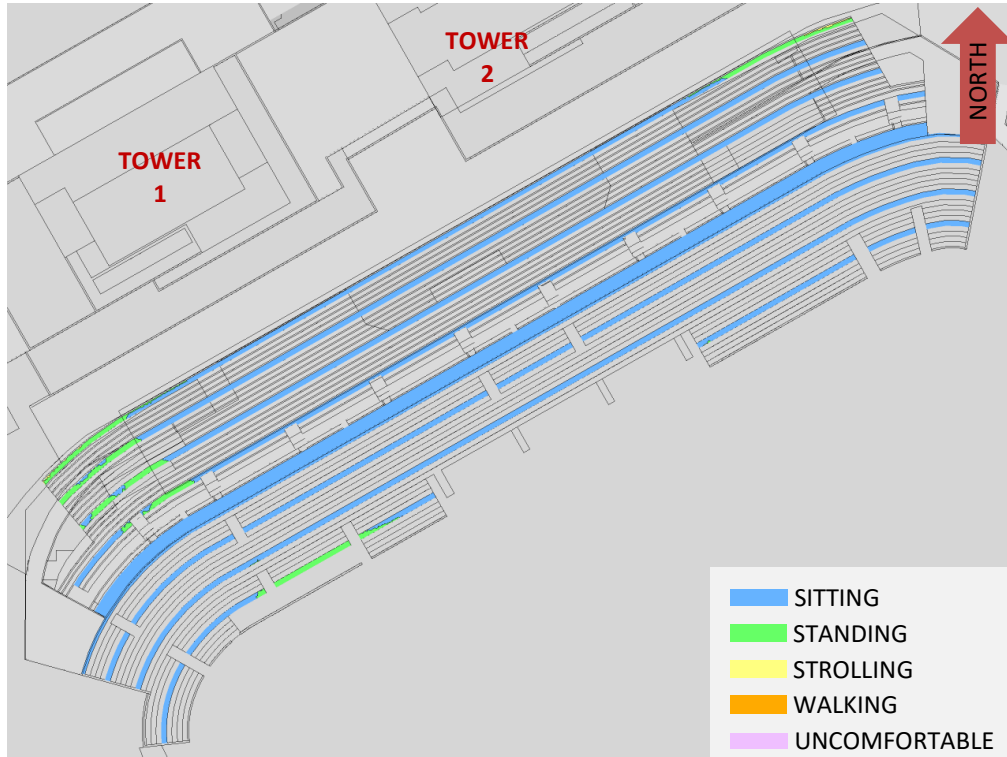 TOWER
2
NORTH
TOWER
1
SITTING
STANDING
STROLLING
WALKING
UNCOMFORTABLE